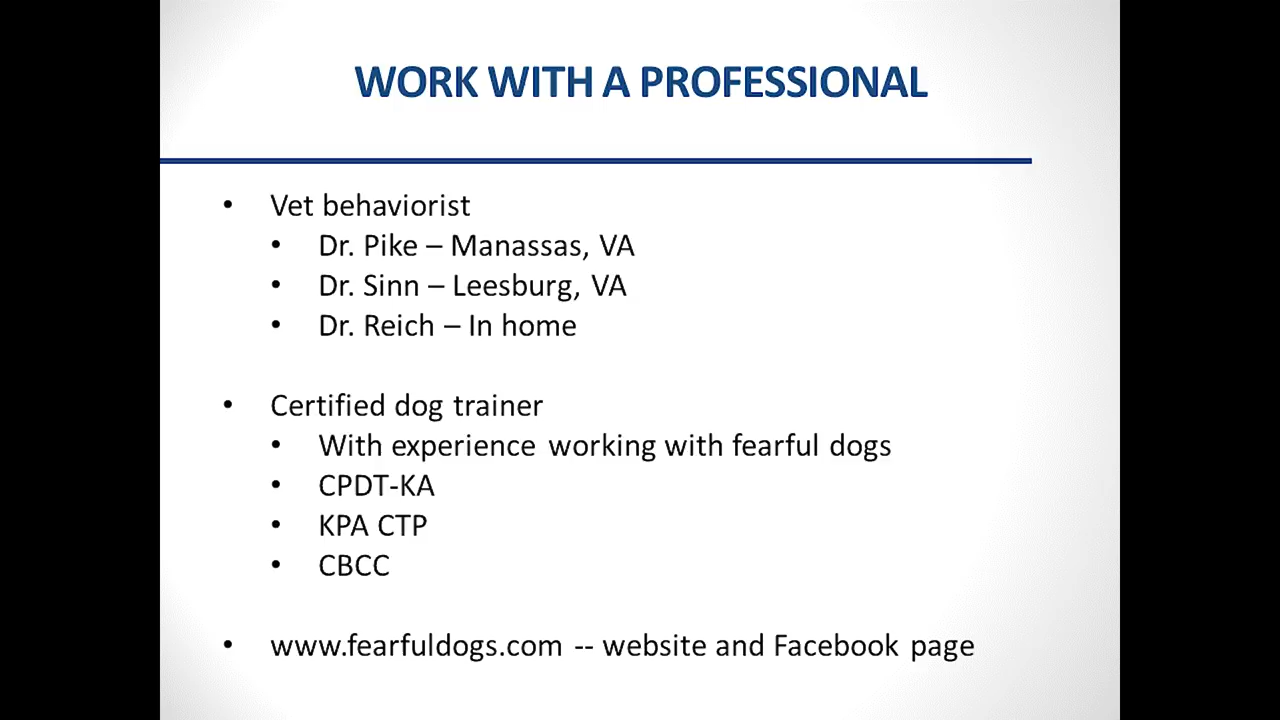 WORK WITH A PROFESSIONAL
• Vet behaviorist
• Dr. Pike – Manassas, VA
• Dr. Sinn – Leesburg, VA
• Dr. Reich – In home
• Certified dog trainer
• With experience working with fearful dogs
• CPDT-KA
• KPA CTP
• CBCC
• www.fearfuldogs.com -- website and Facebook page